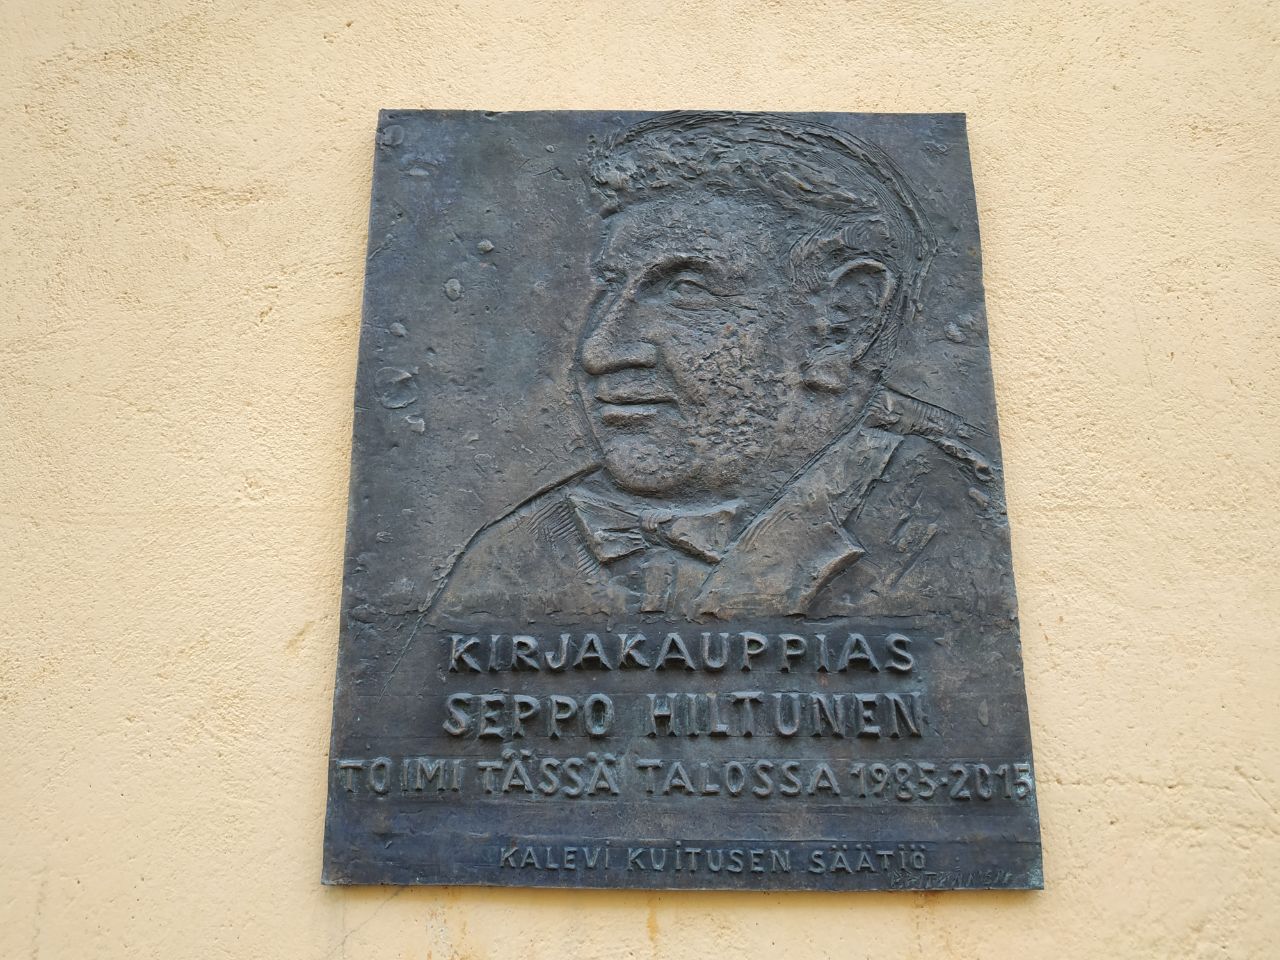 KIRJAKAUPPIAS
SEPPO HILTUNEN
TOIMI TÄSSÄ TALOSSA 1985-2015
KALEVI KUITUSEN SÄÄTIÖ